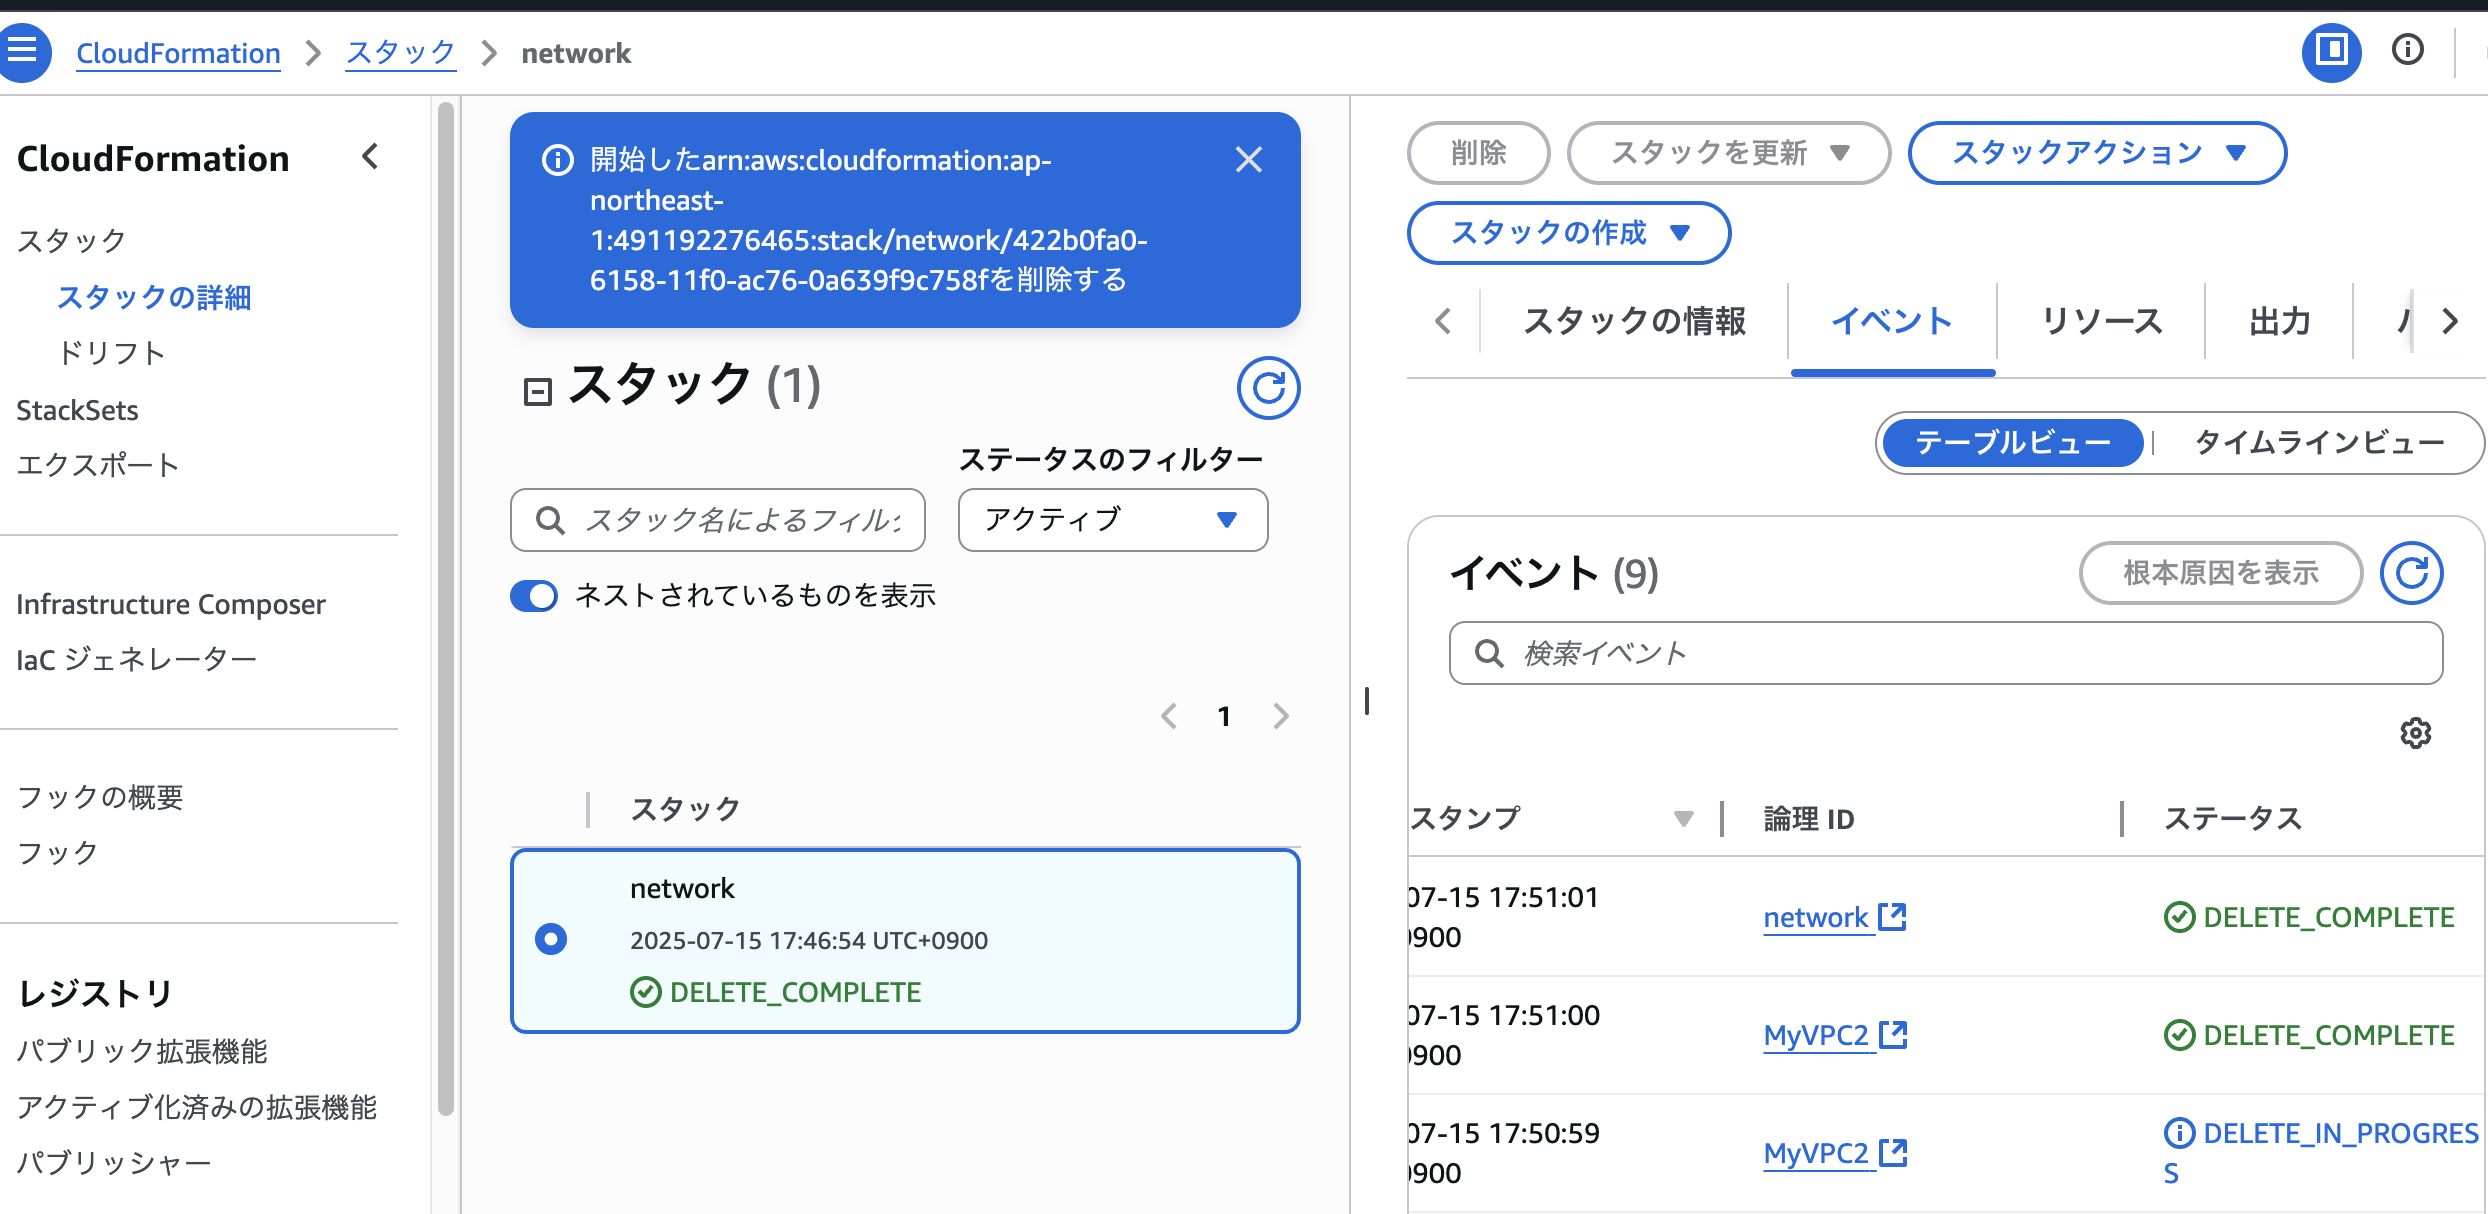 CloudFormation
スタック
network
CloudFormation
スタック
スタックの詳細
ドリフト
StackSets
エクスポート
Infrastructure Composer
IaC ジェネレーター
フックの概要
フック
レジストリ
パブリック拡張機能
アクティブ化済みの拡張機能
パブリッシャー
開始したarn:aws:cloudformation:ap-
northeast-
1:491192276465:stack/network/422b0fa0-
6158-11f0-ac76-0a639f9c758fを削除する
スタック (1)
ステータスのフィルター
スタック名によるフィル
アクティブ
ネストされているものを表示
1
スタック
network
2025-07-15 17:46:54 UTC+0900
DELETE_COMPLETE
削除
スタックを更新
スタックアクション
スタックの作成
スタックの情報
イベント
リソース
出力
テーブルビュー
タイムラインビュー
イベント (9)
根本原因を表示
検索イベント
スタンプ
論理 ID
ステータス
07-15 17:51:01
0900
network
DELETE_COMPLETE
07-15 17:51:00
0900
MyVPC2
DELETE_COMPLETE
07-15 17:50:59
0900
MyVPC2
DELETE_IN_PROGRES
S